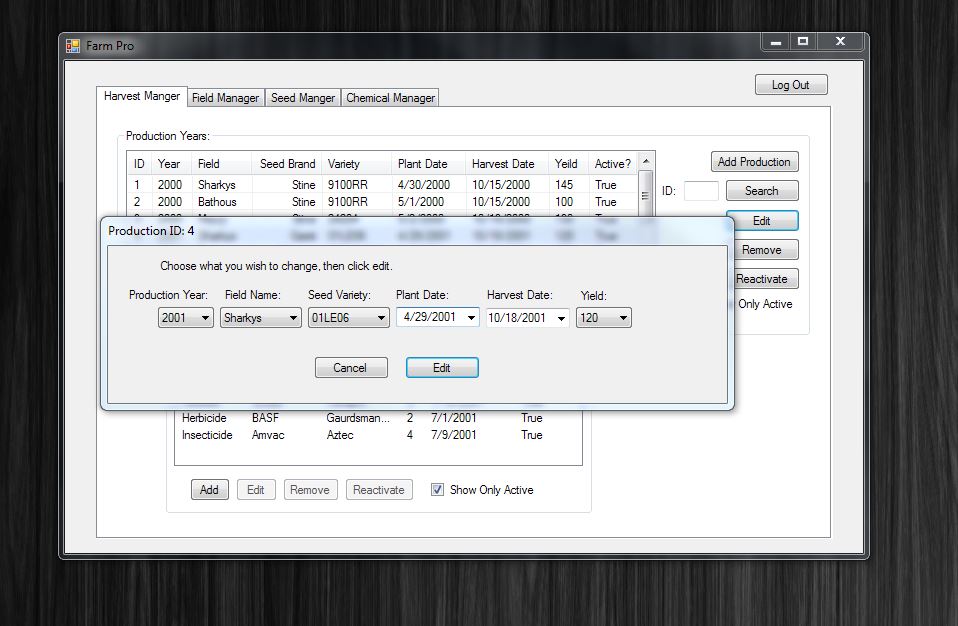 Farm Pro
Log Out
Harvest Manger Field Manager Seed Manger Chemical Manager
Production Years:
ID Year Field Seed Brand Variety Plant Date Harvest Date Yeild Active?
1 2000 Sharkys Stine 9100RR 4/30/2000 10/15/2000 145 True
2 2000 Bathous Stine 9100RR 5/1/2000 10/15/2000 100 True
Add Production
ID: Search
Edit
Remove
Reactivate
Only Active
Production ID: 4
Choose what you wish to change, then click edit.
Production Year: Field Name: Seed Variety: Plant Date: Harvest Date: Yield:
2001 Sharkys 01LE06 4/29/2001 10/18/2001 120
Cancel Edit
Herbicide BASF Gaurdsman... 2 7/1/2001 True
Insecticide Amvac Aztec 4 7/9/2001 True
Add Edit Remove Reactivate Show Only Active